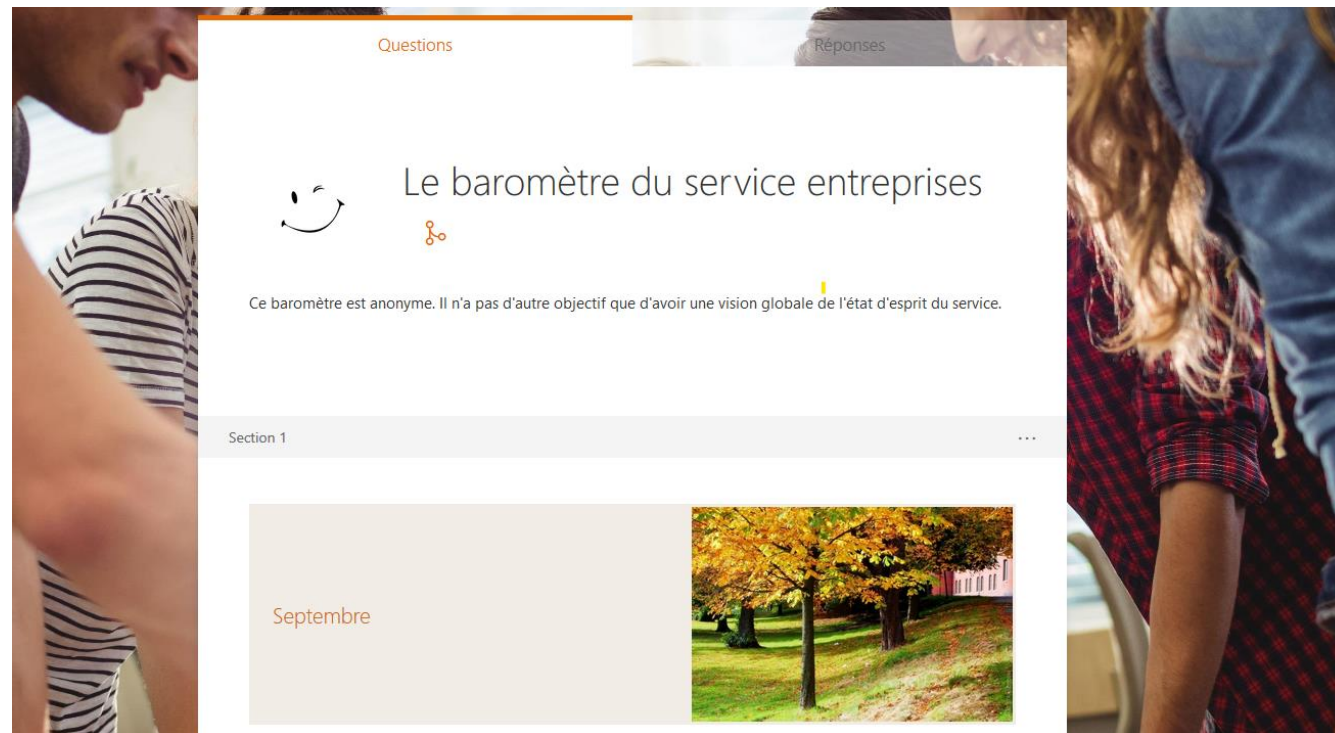 Questions
Réponses
Le baromètre du service entreprises
Ce baromètre est anonyme. Il n'a pas d'autre objectif que d'avoir une vision globale de l'état d'esprit du service.
Section 1
...
Septembre